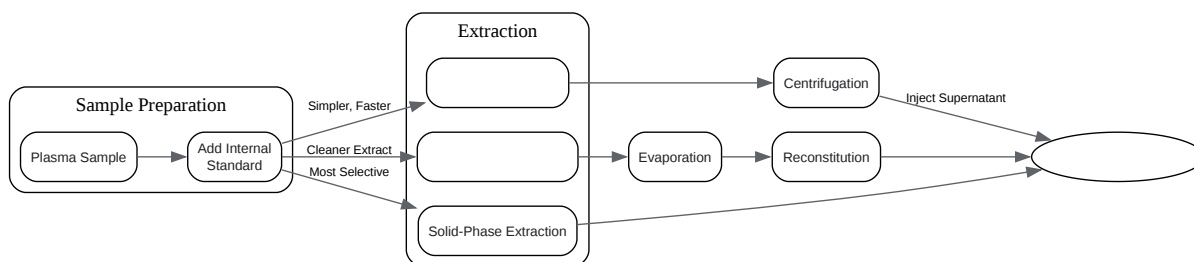 Extraction
Sample Preparation
Plasma Sample
Add Internal
Standard
Simpler, Faster
Cleaner Extract
Most Selective
Solid-Phase Extraction
Centrifugation
Inject Supernatant
Evaporation
Reconstitution